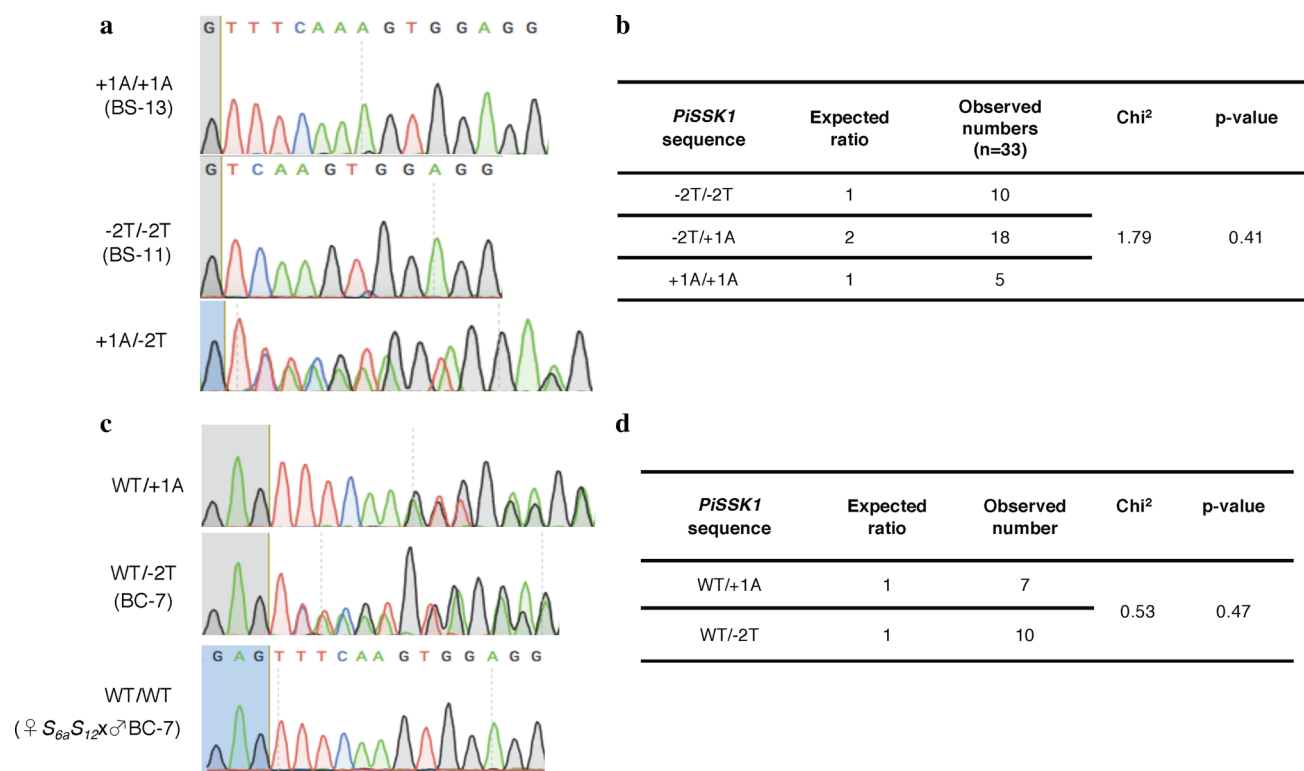 a
G T T T C A A A G T G G A G G
+1A/+1A
(BS-13)
G T C A A G T G G A G G
-2T/-2T
(BS-11)
+1A/-2T
b
PiSSK1 sequence Expected ratio Observed numbers (n=33) Chi² p-value
-2T/-2T 1 10
-2T/+1A 2 18 1.79 0.41
+1A/+1A 1 5
c
WT/+1A
WT/-2T
(BC-7)
G A G T T T C A A G T G G A G G
WT/WT
(♀S6aS12x♂BC-7)
d
PiSSK1 sequence Expected ratio Observed number Chi² p-value
WT/+1A 1 7
0.53 0.47
WT/-2T 1 10